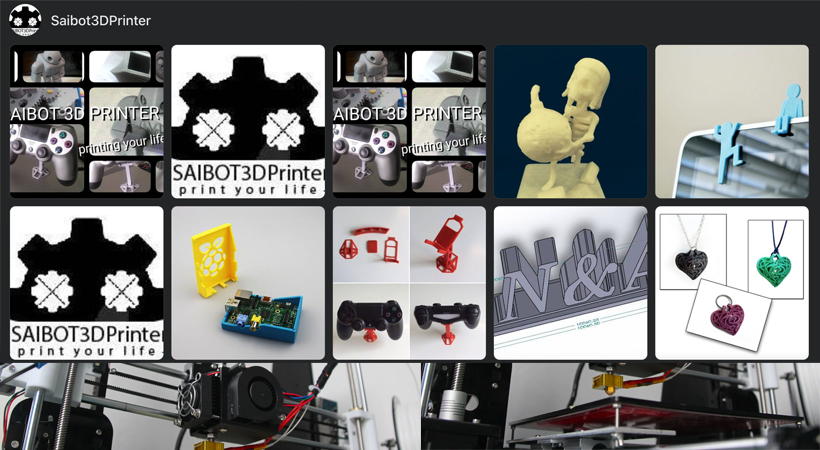 Saibot3DPrinter
AIBOT 3D PRINTER
printing your life
SAIBOT3DPrinter
print your life
AIBOT 3D PRINTER
printing your life
SAIBOT3DPrinter
print your life
N & A